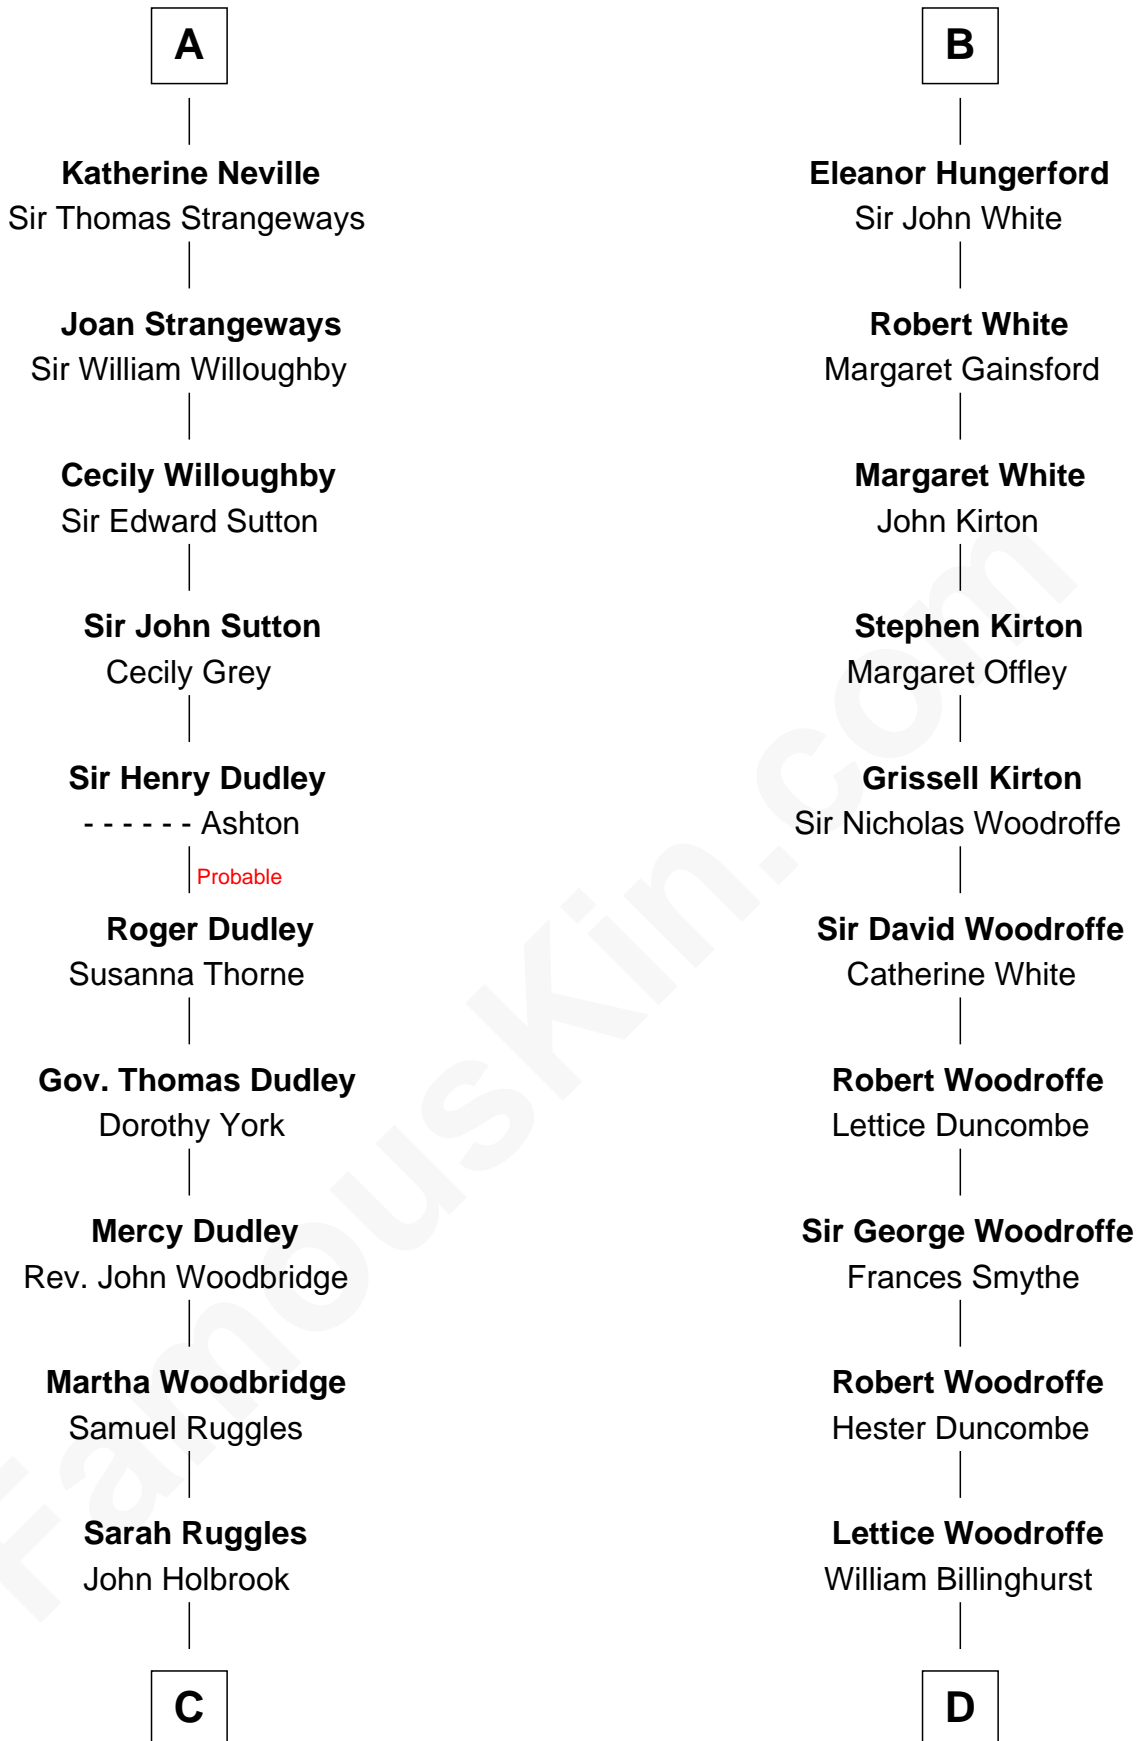 A
Katherine Neville
Sir Thomas Strangeways
Joan Strangeways
Sir William Willoughby
Cecily Willoughby
Sir Edward Sutton
Sir John Sutton
Cecily Grey
Sir Henry Dudley
- - - - - - Ashton
Probable
Roger Dudley
Susanna Thorne
Gov. Thomas Dudley
Dorothy York
Mercy Dudley
Rev. John Woodbridge
Martha Woodbridge
Samuel Ruggles
Sarah Ruggles
John Holbrook
C
B
Eleanor Hungerford
Sir John White
Robert White
Margaret Gainsford
Margaret White
John Kirton
Stephen Kirton
Margaret Offley
Grissell Kirton
Sir Nicholas Woodroffe
Sir David Woodroffe
Catherine White
Robert Woodroffe
Lettice Duncombe
Sir George Woodroffe
Frances Smythe
Robert Woodroffe
Hester Duncombe
Lettice Woodroffe
William Billinghurst
D
FamousKin.com